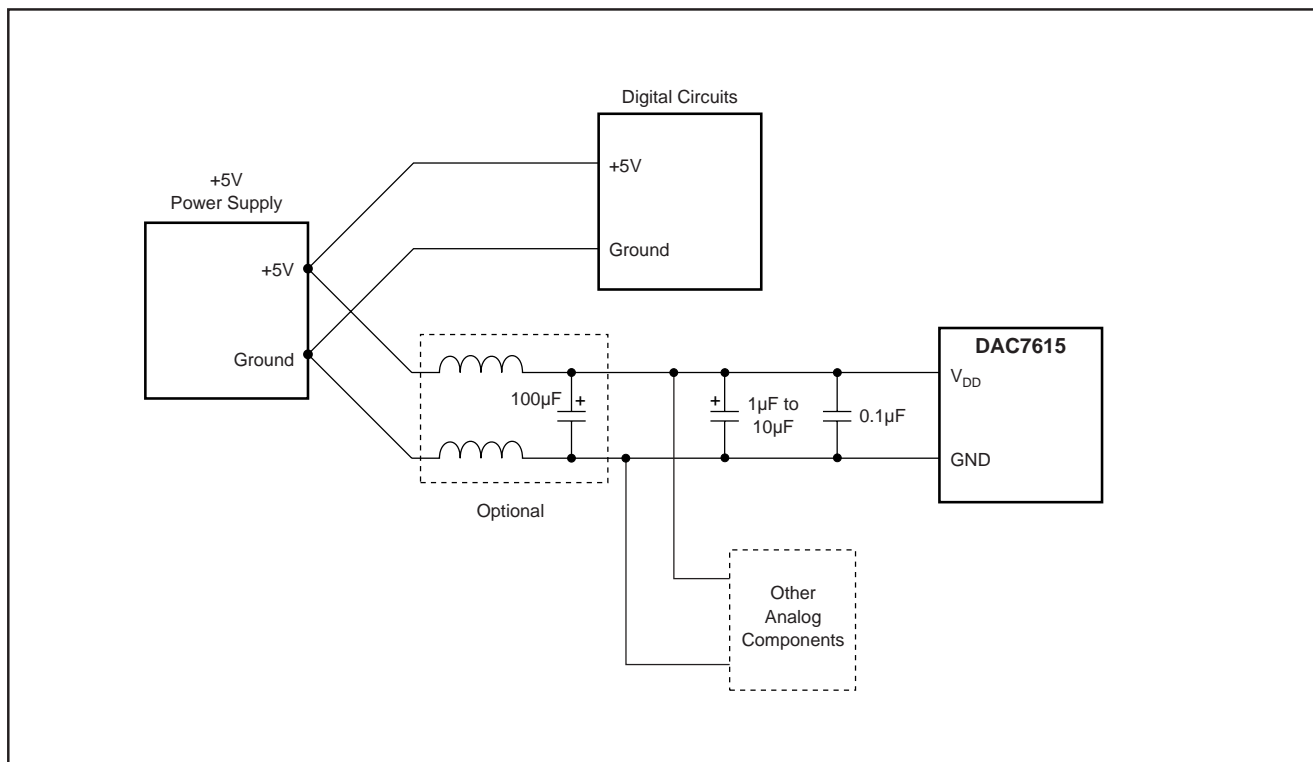 Digital Circuits
+5V
Ground
+5V
Power Supply
+5V
Ground
100µF
+
Optional
+
1µF to
10µF
0.1µF
DAC7615
VDD
GND
Other
Analog
Components